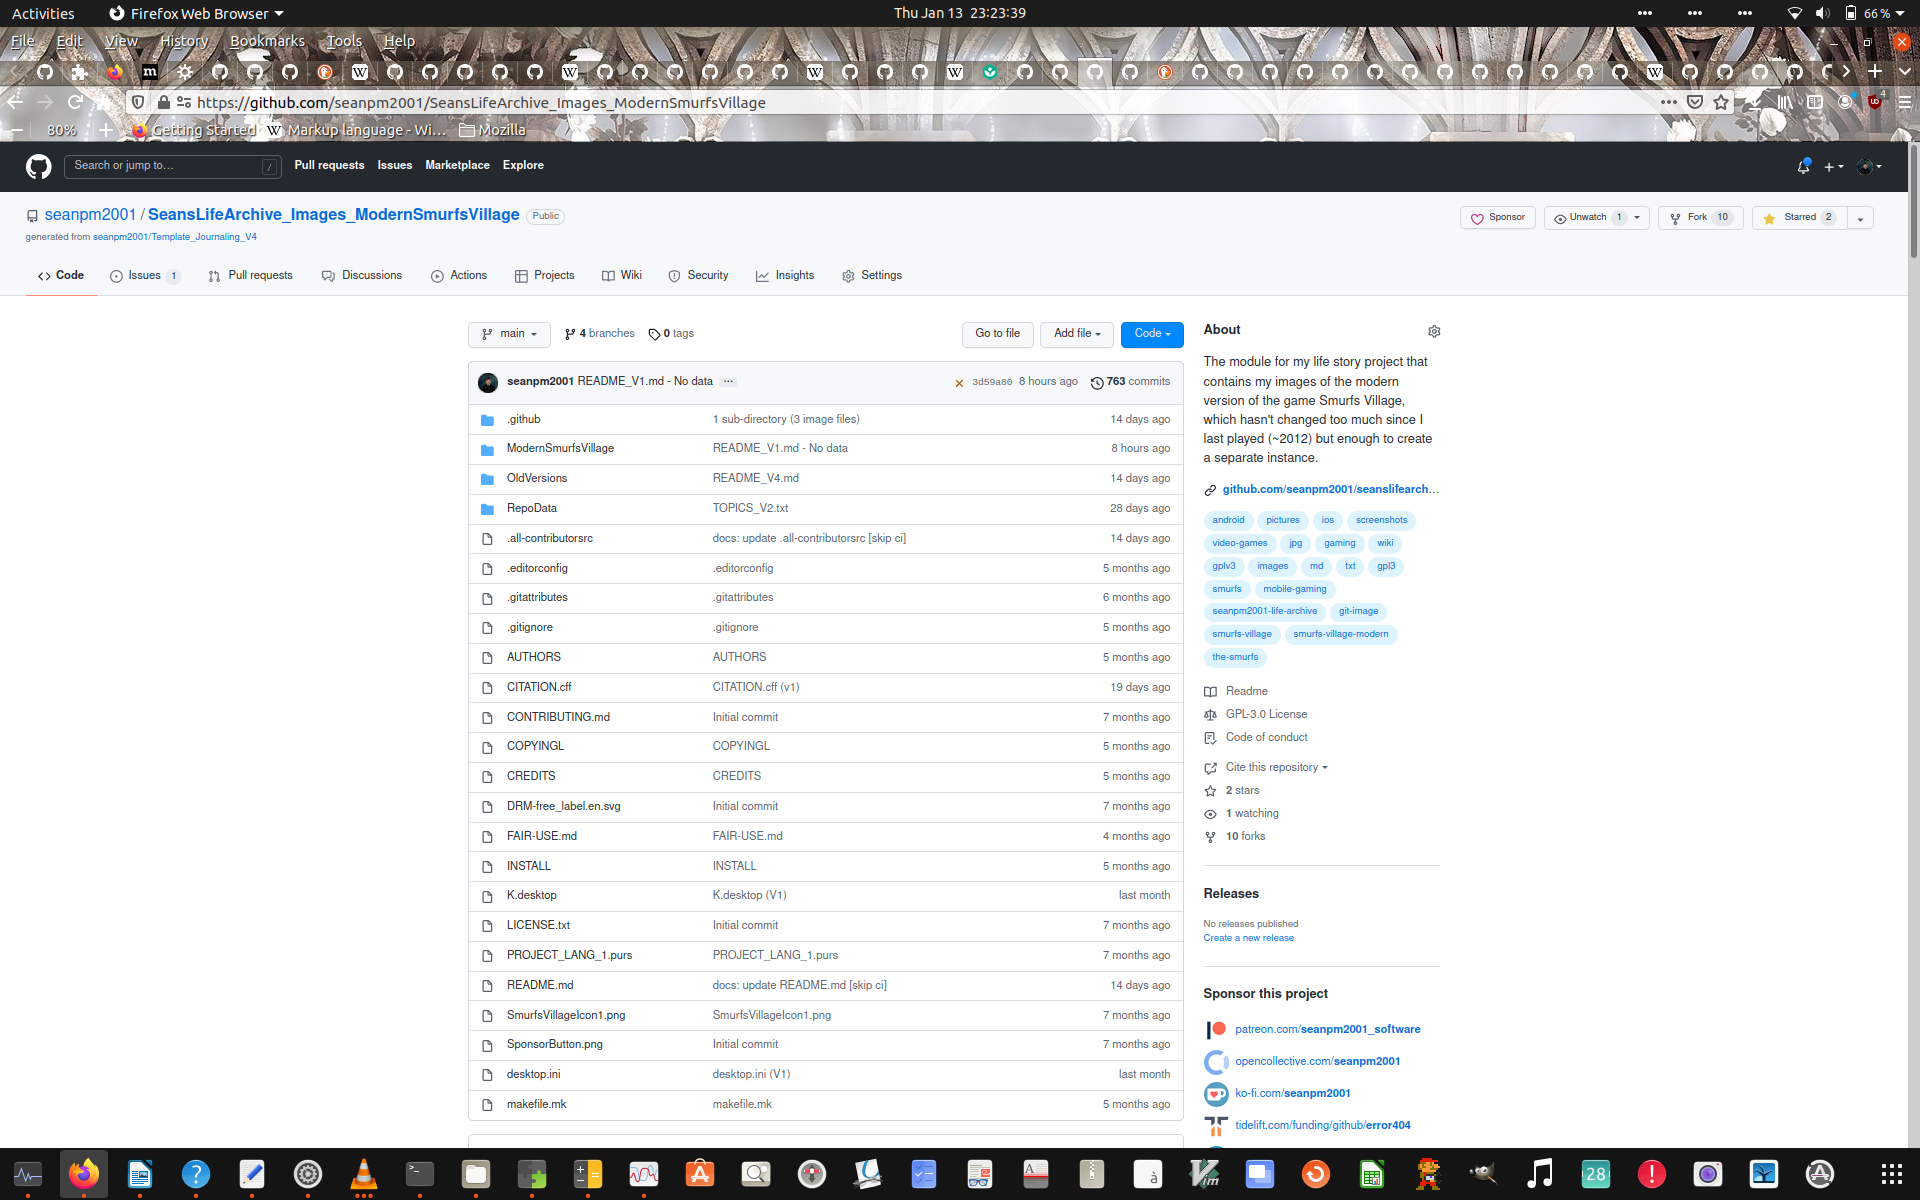 Activities Firefox Web Browser Thu Jan 13 23:23:39 66 %
File Edit View History Bookmarks Tools Help
https://github.com/seanpm2001/SeansLifeArchive_Images_ModernSmurfsVillage 4
80% Getting Started Markup language - Wi… Mozilla
Search or jump to… / Pull requests Issues Marketplace Explore
seanpm2001 / SeansLifeArchive_Images_ModernSmurfsVillage Public Sponsor Unwatch 1 Fork 10 Starred 2
generated from seanpm2001/Template_Journaling_V4
Code Issues 1 Pull requests Discussions Actions Projects Wiki Security Insights Settings
main 4 branches 0 tags Go to file Add file Code
seanpm2001 README_V1.md - No data ··· 3d59a80 8 hours ago 763 commits
.github 1 sub-directory (3 image files) 14 days ago
ModernSmurfsVillage README_V1.md - No data 8 hours ago
OldVersions README_V4.md 14 days ago
RepoData TOPICS_V2.txt 28 days ago
.all-contributorsrc docs: update .all-contributorsrc [skip ci] 14 days ago
.editorconfig .editorconfig 5 months ago
.gitattributes .gitattributes 6 months ago
.gitignore .gitignore 5 months ago
AUTHORS AUTHORS 5 months ago
CITATION.cff CITATION.cff (v1) 19 days ago
CONTRIBUTING.md Initial commit 7 months ago
COPYINGL COPYINGL 5 months ago
CREDITS CREDITS 5 months ago
DRM-free_label.en.svg Initial commit 7 months ago
FAIR-USE.md FAIR-USE.md 4 months ago
INSTALL INSTALL 5 months ago
K.desktop K.desktop (V1) last month
LICENSE.txt Initial commit 7 months ago
PROJECT_LANG_1.purs PROJECT_LANG_1.purs 7 months ago
README.md docs: update README.md [skip ci] 14 days ago
SmurfsVillageIcon1.png SmurfsVillageIcon1.png 7 months ago
SponsorButton.png Initial commit 7 months ago
desktop.ini desktop.ini (V1) last month
makefile.mk makefile.mk 5 months ago
About
The module for my life story project that
contains my images of the modern
version of the game Smurfs Village,
which hasn't changed too much since I
last played (~2012) but enough to create
a separate instance.
github.com/seanpm2001/seanslifearch…
android pictures ios screenshots
video-games jpg gaming wiki
gplv3 images md txt gpl3
smurfs mobile-gaming
seanpm2001-life-archive git-image
smurfs-village smurfs-village-modern
the-smurfs
Readme
GPL-3.0 License
Code of conduct
Cite this repository
2 stars
1 watching
10 forks
Releases
No releases published
Create a new release
Sponsor this project
patreon.com/seanpm2001_software
opencollective.com/seanpm2001
ko-fi.com/seanpm2001
tidelift.com/funding/github/error404
28